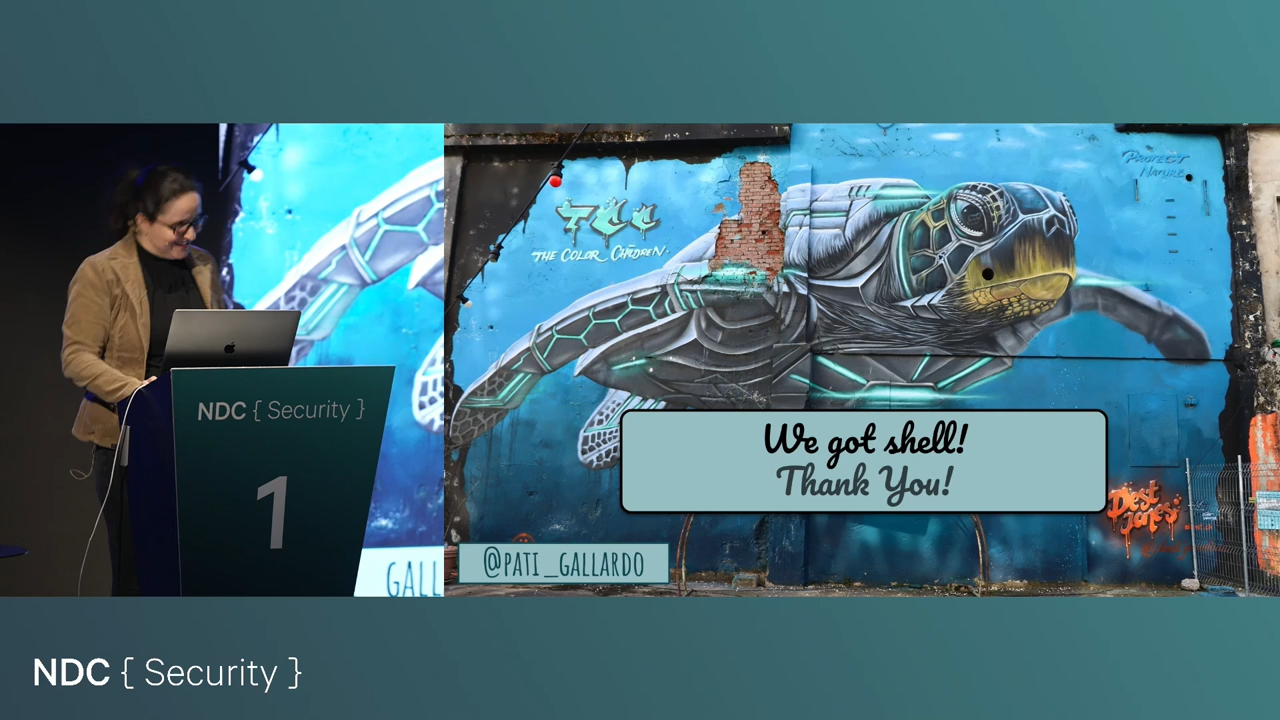 NDC { Security }
1
GALL
TCC
THE COLOR CHILDREN.
PROTECT
NATURE
We got shell!
Thank You!
Dest
Jones
@PATI_GALLARDO
NDC { Security }